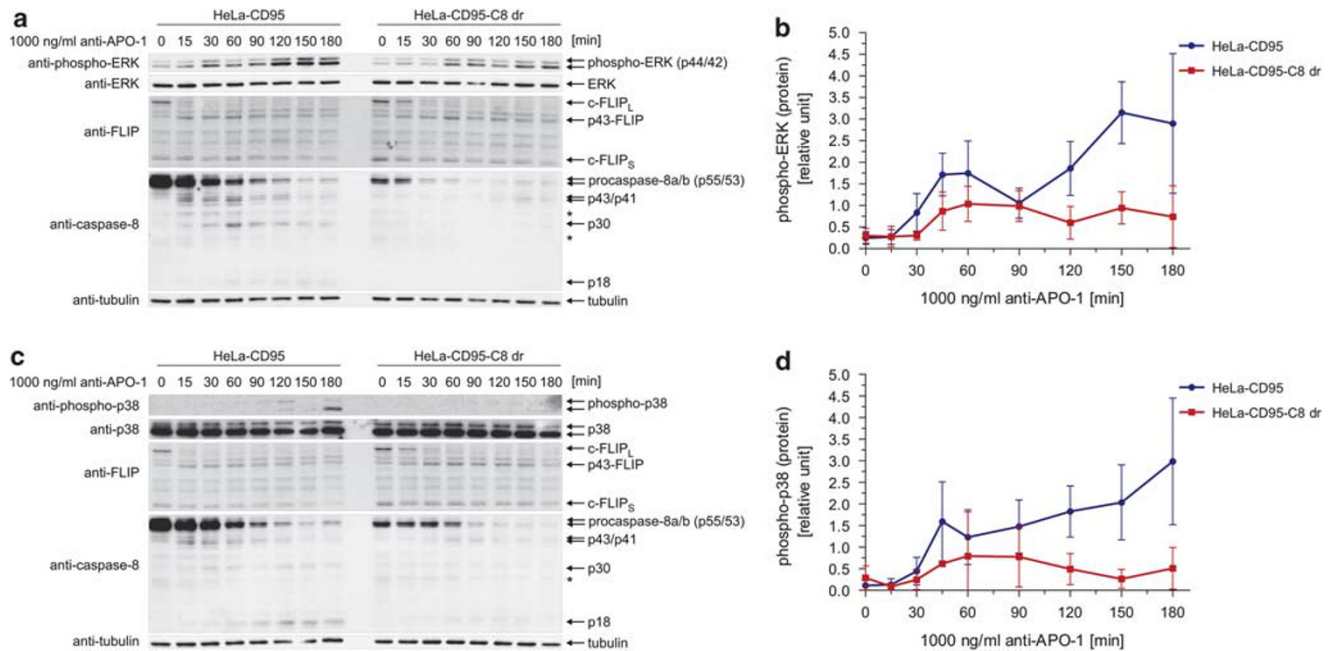 a
HeLa-CD95
HeLa-CD95-C8 dr
1000 ng/ml anti-APO-1 0 15 30 60 90 120 150 180 0 15 30 60 90 120 150 180 [min]
anti-phospho-ERK
phospho-ERK (p44/42)
anti-ERK
ERK
anti-FLIP
c-FLIPL
p43-FLIP
c-FLIPS
anti-caspase-8
procaspase-8a/b (p55/53)
p43/p41
*
p30
*
p18
anti-tubulin
tubulin
b
HeLa-CD95
HeLa-CD95-C8 dr
phospho-ERK (protein)
[relative unit]
5.0
4.5
4.0
3.5
3.0
2.5
2.0
1.5
1.0
0.5
0.0
0 30 60 90 120 150 180
1000 ng/ml anti-APO-1 [min]
c
HeLa-CD95
HeLa-CD95-C8 dr
1000 ng/ml anti-APO-1 0 15 30 60 90 120 150 180 0 15 30 60 90 120 150 180 [min]
anti-phospho-p38
phospho-p38
anti-p38
p38
anti-FLIP
c-FLIPL
p43-FLIP
c-FLIPS
anti-caspase-8
procaspase-8a/b (p55/53)
p43/p41
p30
*
p18
anti-tubulin
tubulin
d
HeLa-CD95
HeLa-CD95-C8 dr
phospho-p38 (protein)
[relative unit]
5.0
4.5
4.0
3.5
3.0
2.5
2.0
1.5
1.0
0.5
0.0
0 30 60 90 120 150 180
1000 ng/ml anti-APO-1 [min]